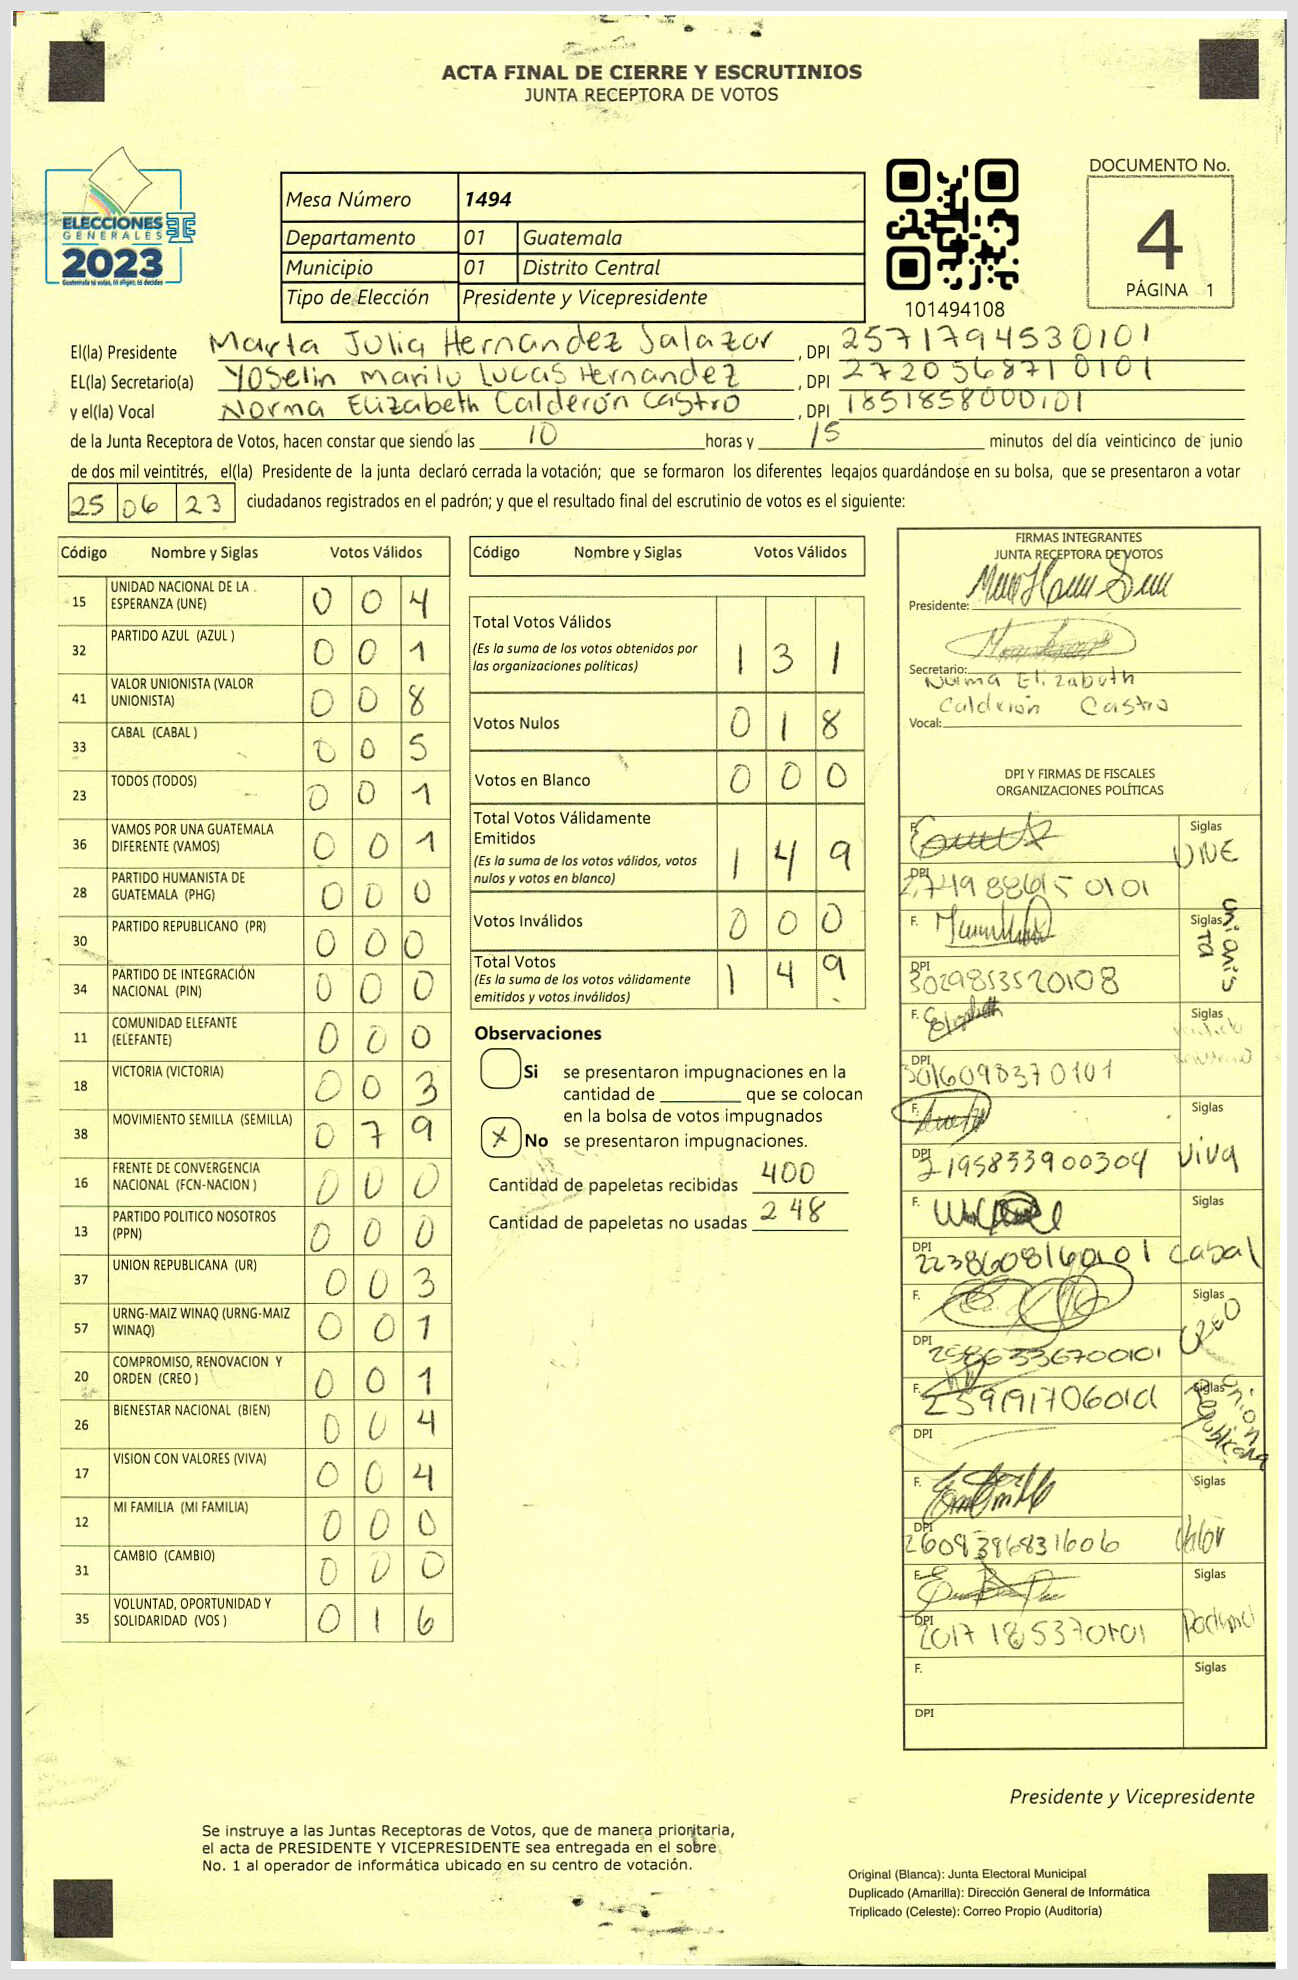 ACTA FINAL DE CIERRE Y ESCRUTINIOS
JUNTA RECEPTORA DE VOTOS
ELECCIONES
GENERALES
2023
Mesa Número 1494
Departamento 01 Guatemala
Municipio 01 Distrito Central
Tipo de Elección Presidente y Vicepresidente
101494108
DOCUMENTO No.
4
PÁGINA 1
El(la) Presidente Marta Julia Hernandez Salazar , DPI 2571794530101
EL(la) Secretario(a) Yoselin Marilu Lucas Hernandez , DPI 2720568710101
y el(la) Vocal Norma Elizabeth Calderón Castro , DPI 1851858000101
de la Junta Receptora de Votos, hacen constar que siendo las 10 horas y 15 minutos del día veinticinco de junio
de dos mil veintitrés, el(la) Presidente de la junta declaró cerrada la votación; que se formaron los diferentes legajos guardándose en su bolsa, que se presentaron a votar
25 06 23 ciudadanos registrados en el padrón; y que el resultado final del escrutinio de votos es el siguiente:
Código Nombre y Siglas Votos Válidos
15 UNIDAD NACIONAL DE LA ESPERANZA (UNE) 0 0 4
32 PARTIDO AZUL (AZUL ) 0 0 1
41 VALOR UNIONISTA (VALOR UNIONISTA) 0 0 8
33 CABAL (CABAL ) 0 0 5
23 TODOS (TODOS) 0 0 1
36 VAMOS POR UNA GUATEMALA DIFERENTE (VAMOS) 0 0 1
28 PARTIDO HUMANISTA DE GUATEMALA (PHG) 0 0 0
30 PARTIDO REPUBLICANO (PR) 0 0 0
34 PARTIDO DE INTEGRACIÓN NACIONAL (PIN) 0 0 0
11 COMUNIDAD ELEFANTE (ELEFANTE) 0 0 0
18 VICTORIA (VICTORIA) 0 0 3
38 MOVIMIENTO SEMILLA (SEMILLA) 0 7 9
16 FRENTE DE CONVERGENCIA NACIONAL (FCN-NACION ) 0 0 0
13 PARTIDO POLITICO NOSOTROS (PPN) 0 0 0
37 UNION REPUBLICANA (UR) 0 0 3
57 URNG-MAIZ WINAQ (URNG-MAIZ WINAQ) 0 0 1
20 COMPROMISO, RENOVACION Y ORDEN (CREO ) 0 0 1
26 BIENESTAR NACIONAL (BIEN) 0 0 4
17 VISION CON VALORES (VIVA) 0 0 4
12 MI FAMILIA (MI FAMILIA) 0 0 0
31 CAMBIO (CAMBIO) 0 0 0
35 VOLUNTAD, OPORTUNIDAD Y SOLIDARIDAD (VOS ) 0 1 6
Código Nombre y Siglas Votos Válidos
Total Votos Válidos 1 3 1
(Es la suma de los votos obtenidos por
las organizaciones políticas)
Votos Nulos 0 1 8
Votos en Blanco 0 0 0
Total Votos Válidamente
Emitidos 1 4 9
(Es la suma de los votos válidos, votos
nulos y votos en blanco)
Votos Inválidos 0 0 0
Total Votos 1 4 9
(Es la suma de los votos válidamente
emitidos y votos inválidos)
Observaciones
Si se presentaron impugnaciones en la
cantidad de ________ que se colocan
en la bolsa de votos impugnados
X No se presentaron impugnaciones.
Cantidad de papeletas recibidas 400
Cantidad de papeletas no usadas 248
FIRMAS INTEGRANTES
JUNTA RECEPTORA DE VOTOS
Presidente:
Secretario:
Norma Elizabeth
Calderón Castro
Vocal:
DPI Y FIRMAS DE FISCALES
ORGANIZACIONES POLÍTICAS
F. Siglas UNE
DPI 2749886150101
F. Siglas Unionista
DPI 3029853520108
F. Siglas
DPI 3016098370101
F. Siglas Viva
DPI 2195833900304
F. Siglas Cabal
DPI 2238608160101
F. Siglas CREO
DPI 2586336700101
F. Siglas Union Republicana
DPI
F. Siglas Valor
DPI 2609396831606
F. Siglas
DPI 2017185370101
F. Siglas
DPI
Presidente y Vicepresidente
Se instruye a las Juntas Receptoras de Votos, que de manera prioritaria,
el acta de PRESIDENTE Y VICEPRESIDENTE sea entregada en el sobre
No. 1 al operador de informática ubicado en su centro de votación.
Original (Blanca): Junta Electoral Municipal
Duplicado (Amarilla): Dirección General de Informática
Triplicado (Celeste): Correo Propio (Auditoría)